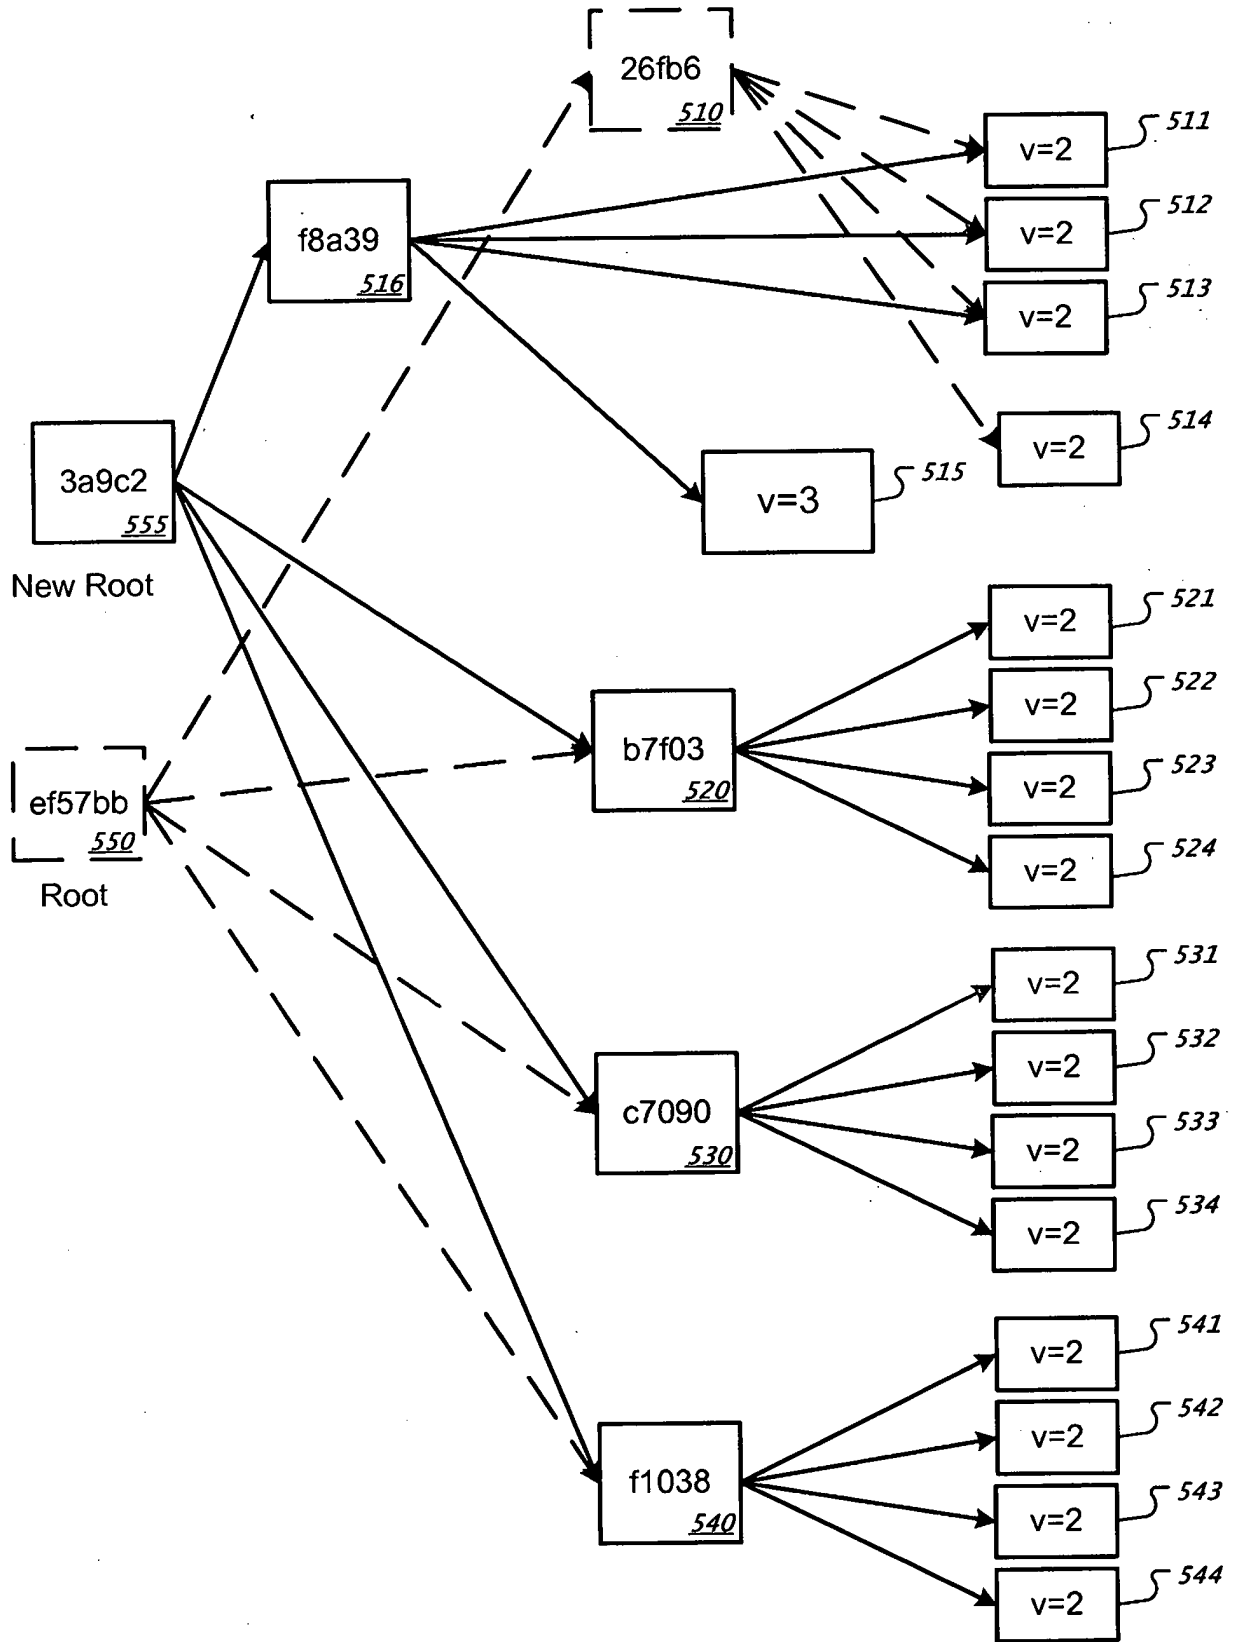 26fb6
510
v=2 511
f8a39
516
v=2 512
v=2 513
v=2 514
3a9c2
555
New Root
v=3 515
v=2 521
v=2 522
b7f03
520
v=2 523
v=2 524
ef57bb
550
Root
v=2 531
v=2 532
c7090
530
v=2 533
v=2 534
v=2 541
v=2 542
f1038
540
v=2 543
v=2 544